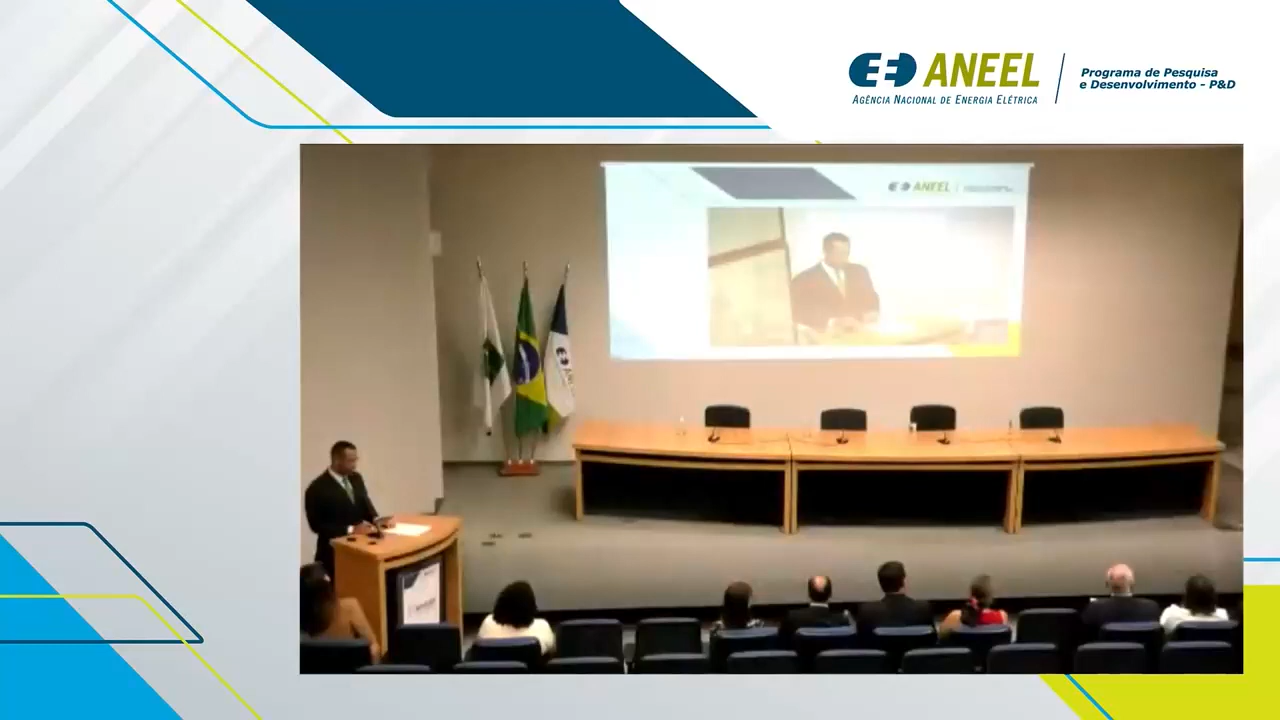 ANEEL
AGÊNCIA NACIONAL DE ENERGIA ELÉTRICA
Programa de Pesquisa
e Desenvolvimento - P&D
ANEEL